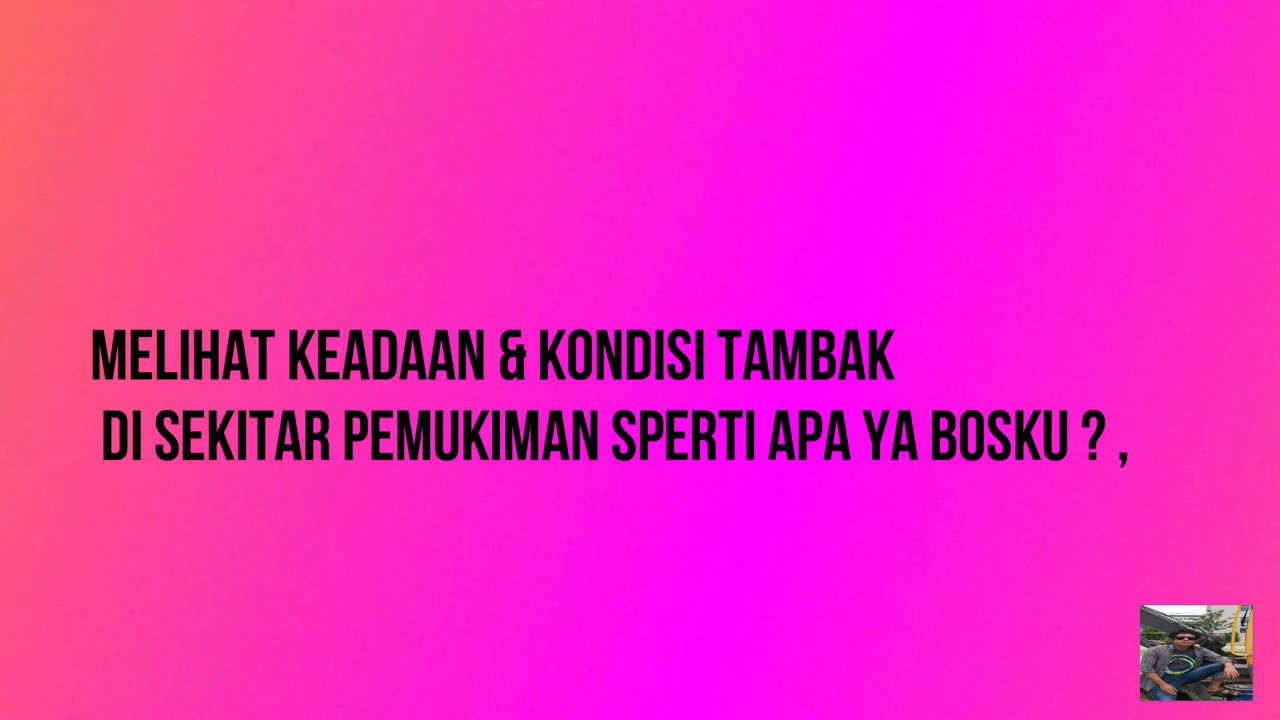 MELIHAT KEADAAN & KONDISI TAMBAK
DI SEKITAR PEMUKIMAN SPERTI APA YA BOSKU ? ,